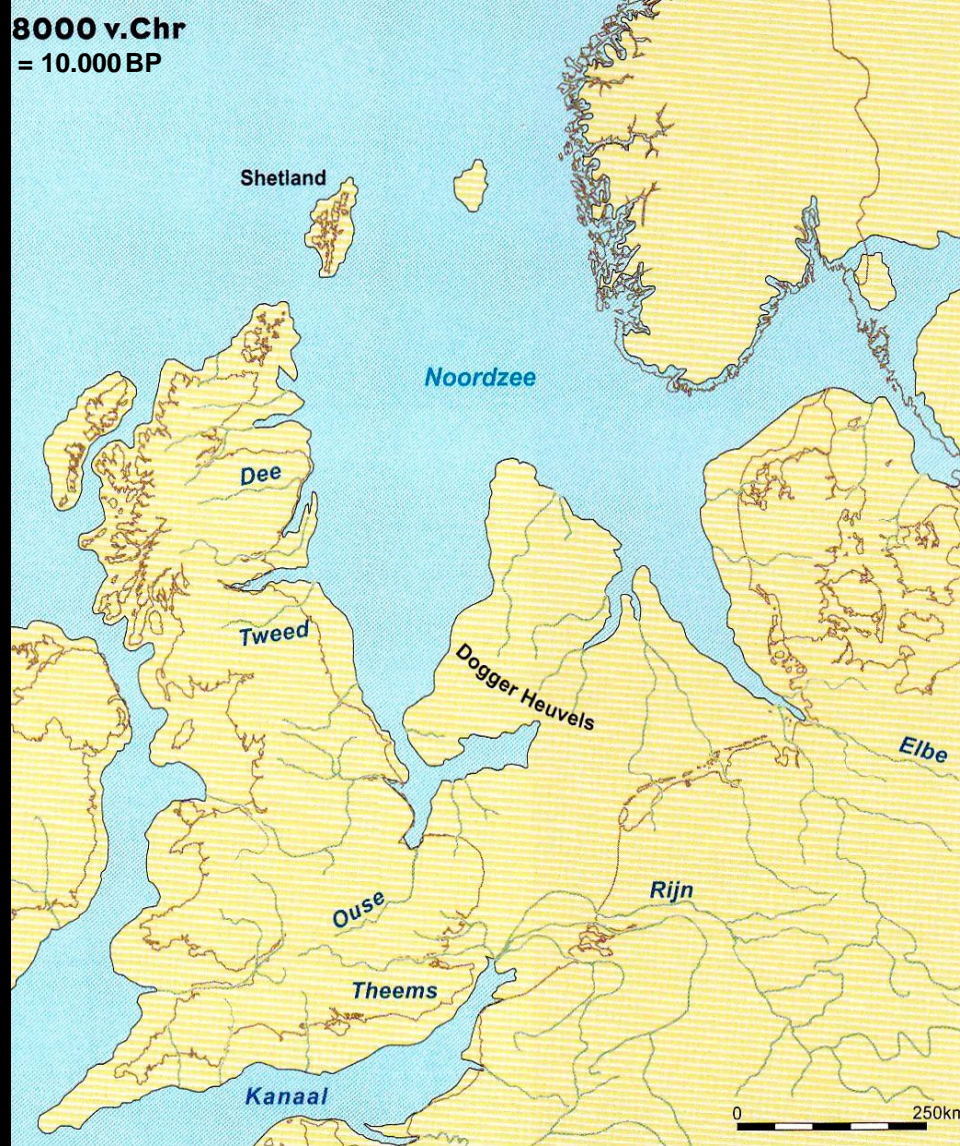 8000 v.Chr
= 10.000 BP
Shetland
Noordzee
Dee
Tweed
Dogger Heuvels
Elbe
Rijn
Ouse
Theems
Kanaal
0 250km